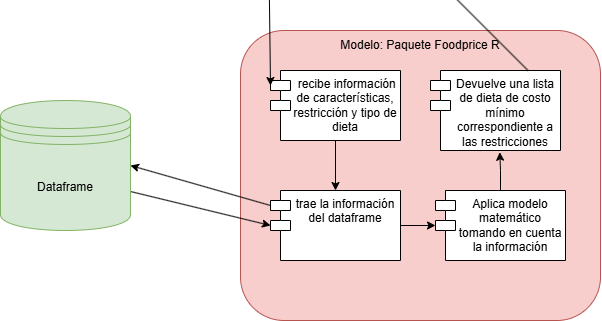 Modelo: Paquete Foodprice R
recibe información
de características,
restricción y tipo de
dieta
Devuelve una lista
de dieta de costo
mínimo
correspondiente a
las restricciones
Dataframe
trae la información
del dataframe
Aplica modelo
matemático
tomando en cuenta
la información